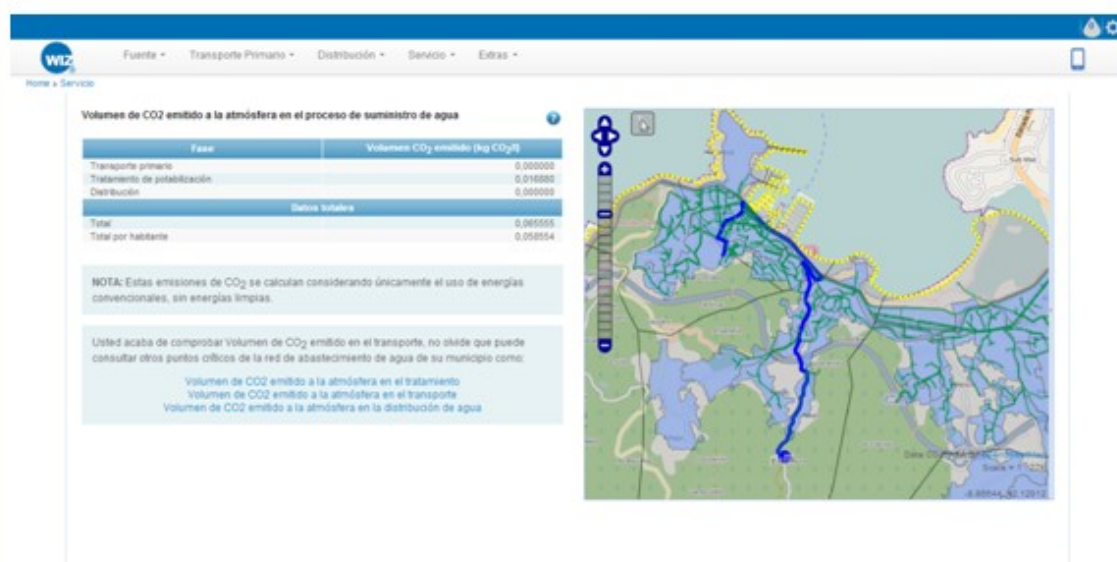 WIZ
Fuente
Transporte Primario
Distribución
Servicio
Extras
Home » Servicio
Volumen de CO2 emitido a la atmósfera en el proceso de suministro de agua
Fase Volumen CO2 emitido (kg CO2/l)
Transporte primario 0,000000
Tratamiento de potabilización 0,016880
Distribución 0,000000
Datos totales
Total 0,065555
Total por habitante 0,058554
NOTA: Estas emisiones de CO2 se calculan considerando únicamente el uso de energías
convencionales, sin energías limpias.
Usted acaba de comprobar Volumen de CO2 emitido en el transporte, no olvide que puede
consultar otros puntos críticos de la red de abastecimiento de agua de su municipio como:
Volumen de CO2 emitido a la atmósfera en el tratamiento
Volumen de CO2 emitido a la atmósfera en el transporte
Volumen de CO2 emitido a la atmósfera en la distribución de agua